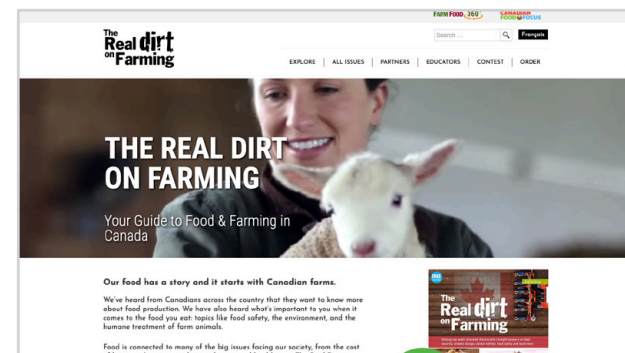 FARM FOOD 360
CANADIAN
FOOD FOCUS
The
Real dirt
on Farming
Search ...
Français
EXPLORE
ALL ISSUES
PARTNERS
EDUCATORS
CONTEST
ORDER
THE REAL DIRT
ON FARMING
Your Guide to Food & Farming in
Canada
Our food has a story and it starts with Canadian farms.
We've heard from Canadians across the country that they want to know more
about food production. We have also heard what's important to you when it
comes to the food you eat: topics like food safety, the environment, and the
humane treatment of farm animals.
Food is connected to many of the big issues facing our society, from the cost
The
Real dirt
on Farming